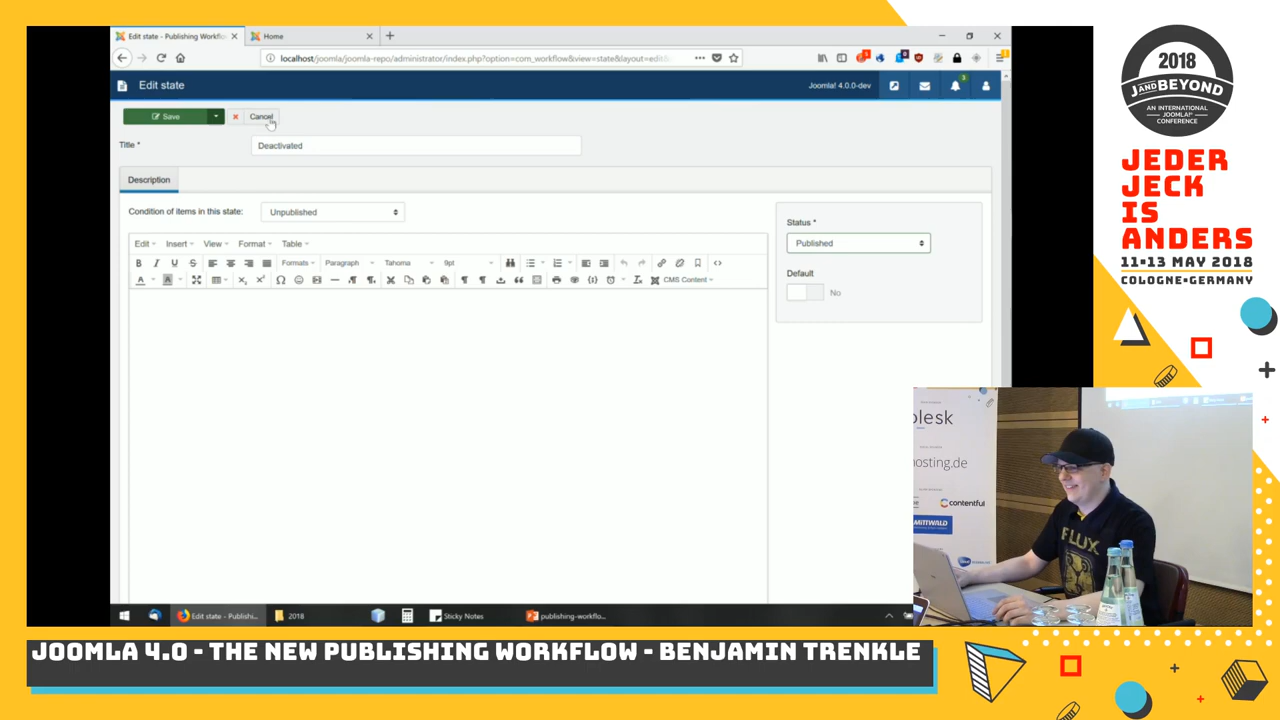 Edit state - Publishing Workflo
Home
localhost/joomla/joomla-repo/administrator/index.php?option=com_workflow&view=state&layout=edit&
Edit state
Joomla! 4.0.0-dev
Save
Cancel
Title *
Deactivated
Description
Condition of items in this state:
Unpublished
Status *
Published
Default
No
Edit
Insert
View
Format
Table
Formats
Paragraph
Tahoma
9pt
CMS Content
Edit state - Publishi...
2018
Sticky Notes
publishing-workflo...
2018
J AND BEYOND
AN INTERNATIONAL
JOOMLA!
CONFERENCE
JEDER
JECK
IS
ANDERS
11-13 MAY 2018
COLOGNE•GERMANY
plesk
hosting.de
contentful
MITTWALD
FLUX
JOOMLA 4.0 - THE NEW PUBLISHING WORKFLOW - BENJAMIN TRENKLE